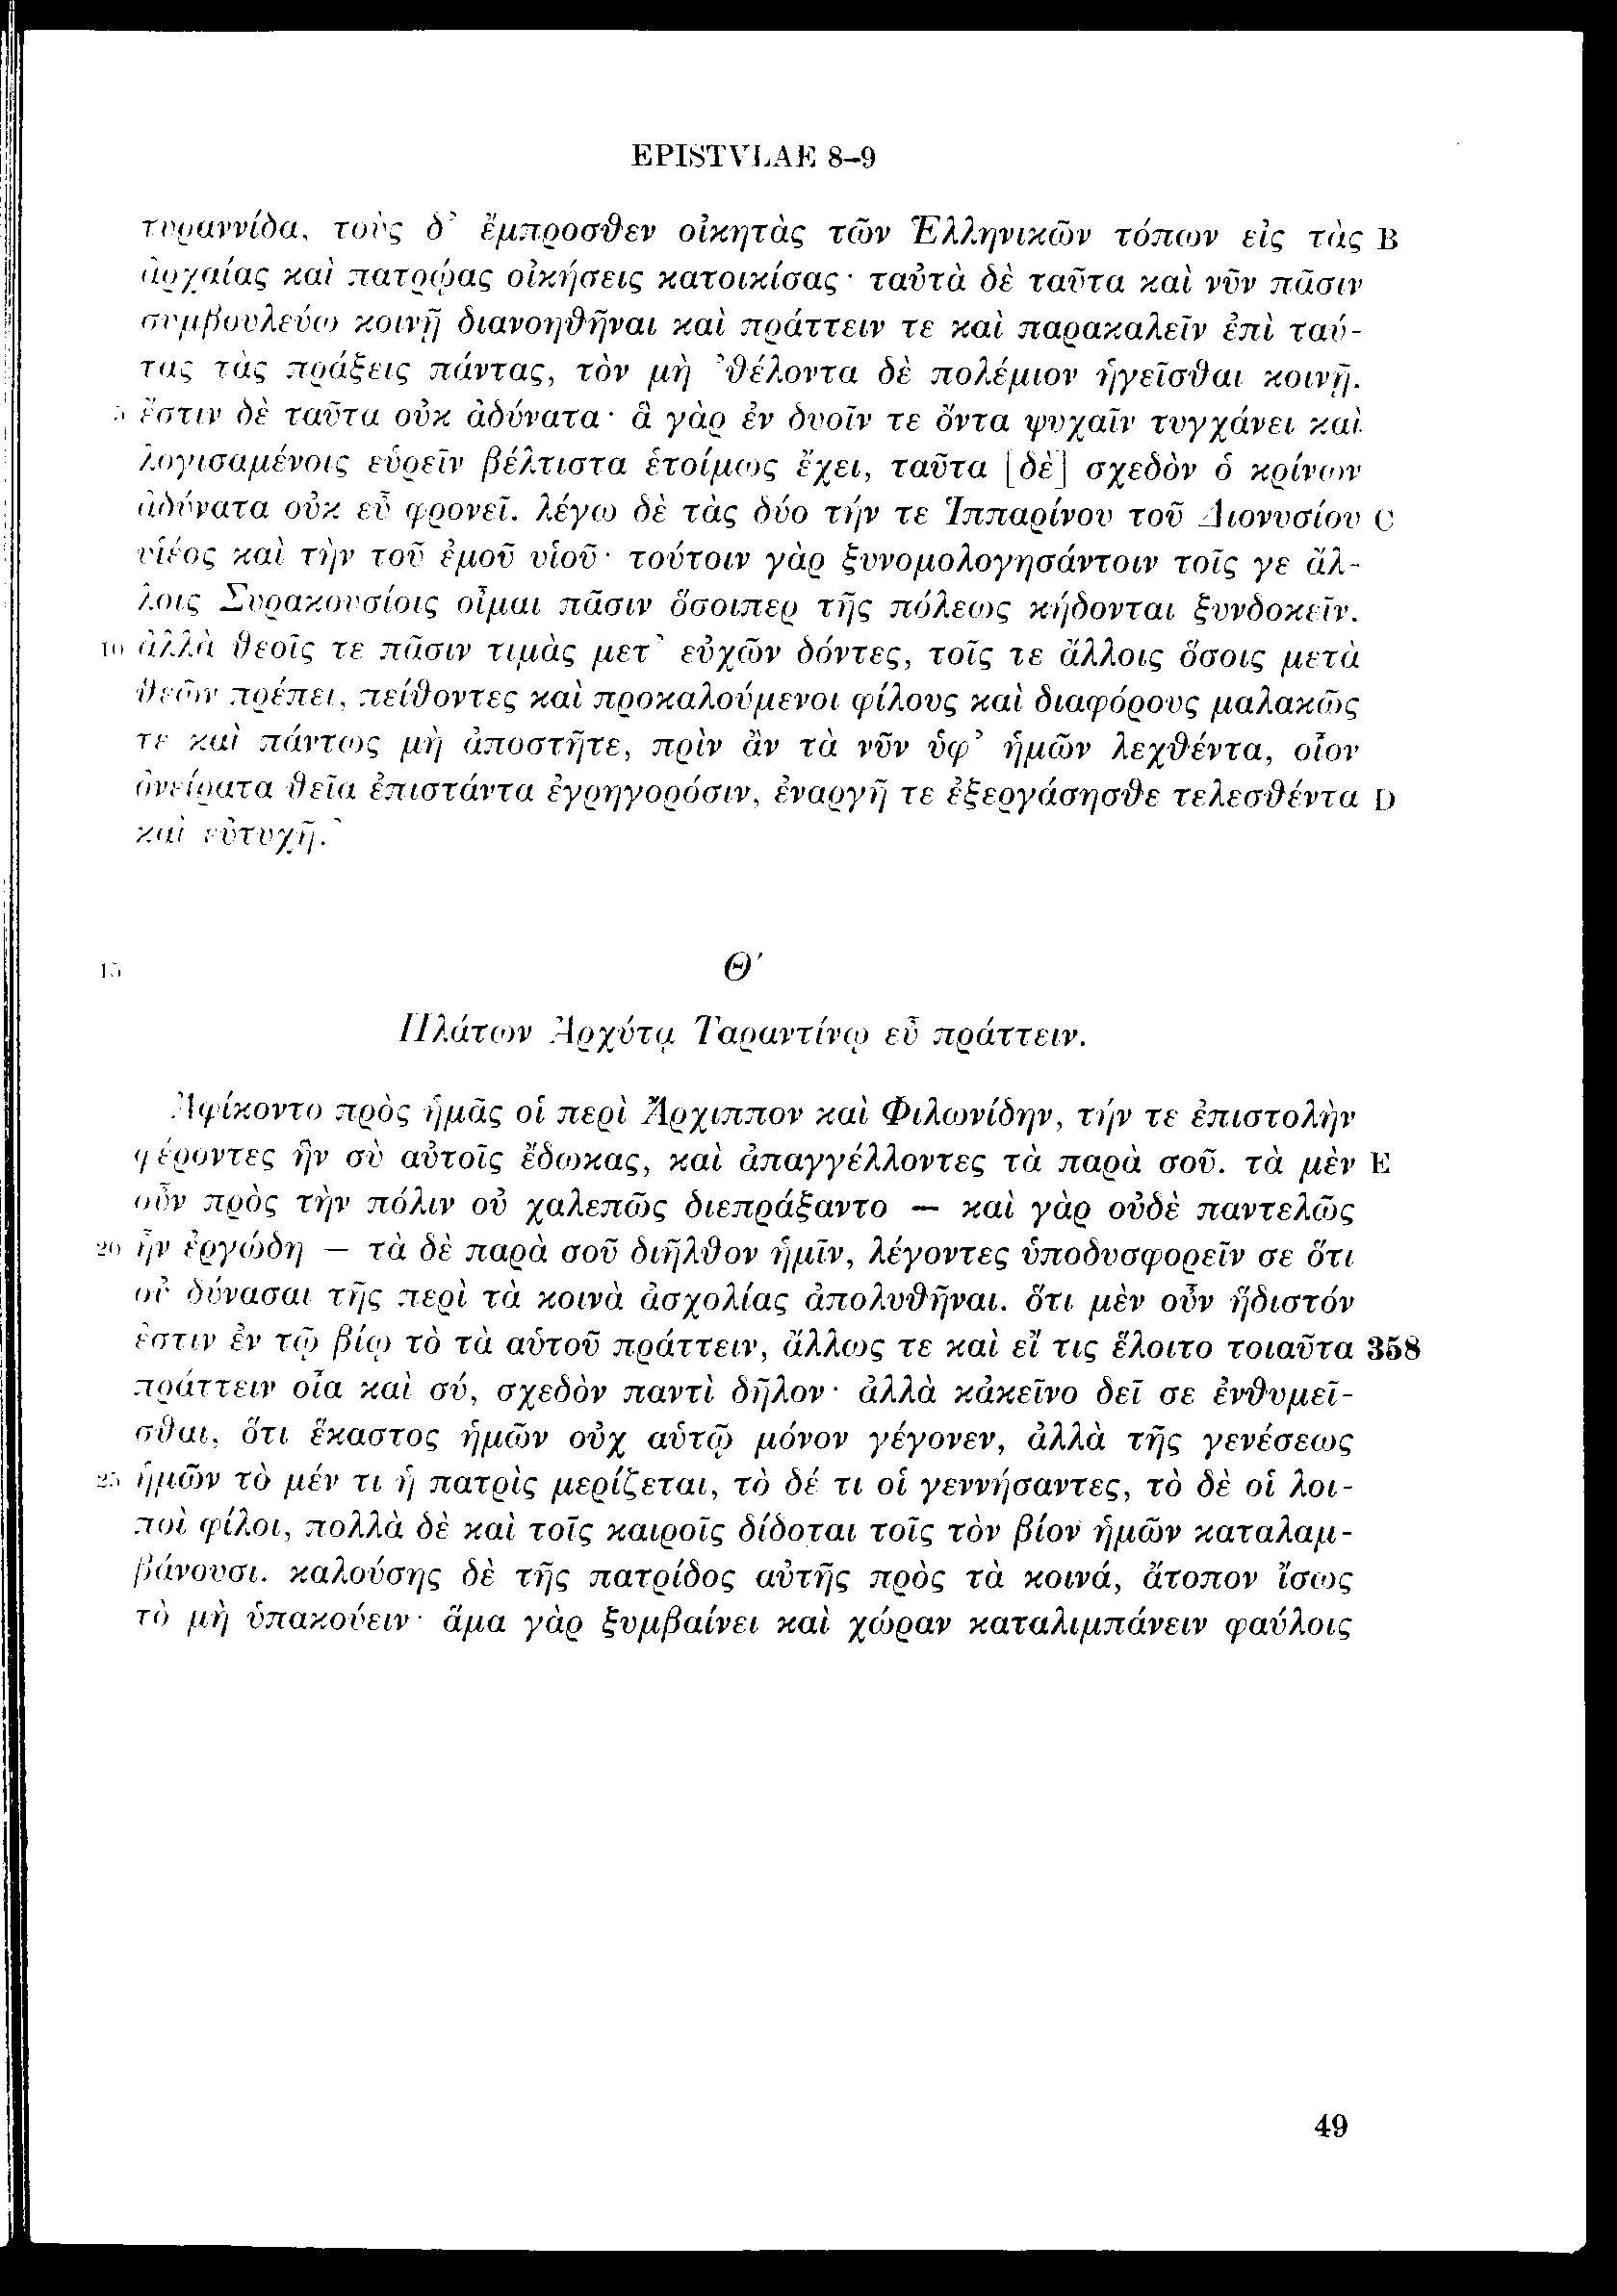 EPISTVLAE 8–9
τυραννίδα, τοὺς δ᾽ ἔμπροσθεν οἰκητὰς τῶν Ἑλληνικῶν τόπων εἰς τὰς B
ἀρχαίας καὶ πατρῴας οἰκήσεις κατοικίσας· ταὐτὰ δὲ ταῦτα καὶ νῦν πᾶσιν
συμβουλεύω κοινῇ διανοηθῆναι καὶ πράττειν τε καὶ παρακαλεῖν ἐπὶ ταύ-
τας τὰς πράξεις πάντας, τὸν μὴ ᾽θέλοντα δὲ πολέμιον ἡγεῖσθαι κοινῇ.
5 ἔστιν δὲ ταῦτα οὐκ ἀδύνατα· ἃ γὰρ ἐν δυοῖν τε ὄντα ψυχαῖν τυγχάνει καὶ
λογισαμένοις εὑρεῖν βέλτιστα ἑτοίμως ἔχει, ταῦτα [δὲ] σχεδὸν ὁ κρίνων
ἀδύνατα οὐκ εὖ φρονεῖ. λέγω δὲ τὰς δύο τήν τε Ἱππαρίνου τοῦ Διονυσίου C
υἱέος καὶ τὴν τοῦ ἐμοῦ υἱοῦ· τούτοιν γὰρ ξυνομολογησάντοιν τοῖς γε ἄλ-
λοις Συρακουσίοις οἶμαι πᾶσιν ὅσοιπερ τῆς πόλεως κήδονται ξυνδοκεῖν.
10 ἀλλὰ θεοῖς τε πᾶσιν τιμὰς μετ᾽ εὐχῶν δόντες, τοῖς τε ἄλλοις ὅσοις μετὰ
θεῶν πρέπει, πείθοντες καὶ προκαλούμενοι φίλους καὶ διαφόρους μαλακῶς
τε καὶ πάντως μὴ ἀποστῆτε, πρὶν ἂν τὰ νῦν ὑφ᾽ ἡμῶν λεχθέντα, οἷον
ὀνείρατα θεῖα ἐπιστάντα ἐγρηγορόσιν, ἐναργῆ τε ἐξεργάσησθε τελεσθέντα D
καὶ εὐτυχῆ.᾽
15 Θ΄
Πλάτων Ἀρχύτᾳ Ταραντίνῳ εὖ πράττειν.
Ἀφίκοντο πρὸς ἡμᾶς οἱ περὶ Ἄρχιππον καὶ Φιλωνίδην, τήν τε ἐπιστολὴν
φέροντες ἣν σὺ αὐτοῖς ἔδωκας, καὶ ἀπαγγέλλοντες τὰ παρὰ σοῦ. τὰ μὲν E
οὖν πρὸς τὴν πόλιν οὐ χαλεπῶς διεπράξαντο – καὶ γὰρ οὐδὲ παντελῶς
20 ἦν ἐργώδη – τὰ δὲ παρὰ σοῦ διῆλθον ἡμῖν, λέγοντες ὑποδυσφορεῖν σε ὅτι
οὐ δύνασαι τῆς περὶ τὰ κοινὰ ἀσχολίας ἀπολυθῆναι. ὅτι μὲν οὖν ἥδιστόν
ἐστιν ἐν τῷ βίῳ τὸ τὰ αὑτοῦ πράττειν, ἄλλως τε καὶ εἴ τις ἕλοιτο τοιαῦτα 358
πράττειν οἷα καὶ σύ, σχεδὸν παντὶ δῆλον· ἀλλὰ κἀκεῖνο δεῖ σε ἐνθυμεῖ-
σθαι, ὅτι ἕκαστος ἡμῶν οὐχ αὑτῷ μόνον γέγονεν, ἀλλὰ τῆς γενέσεως
25 ἡμῶν τὸ μέν τι ἡ πατρὶς μερίζεται, τὸ δέ τι οἱ γεννήσαντες, τὸ δὲ οἱ λοι-
ποὶ φίλοι, πολλὰ δὲ καὶ τοῖς καιροῖς δίδοται τοῖς τὸν βίον ἡμῶν καταλαμ-
βάνουσι. καλούσης δὲ τῆς πατρίδος αὐτῆς πρὸς τὰ κοινά, ἄτοπον ἴσως
τὸ μὴ ὑπακούειν· ἅμα γὰρ ξυμβαίνει καὶ χώραν καταλιμπάνειν φαύλοις
49